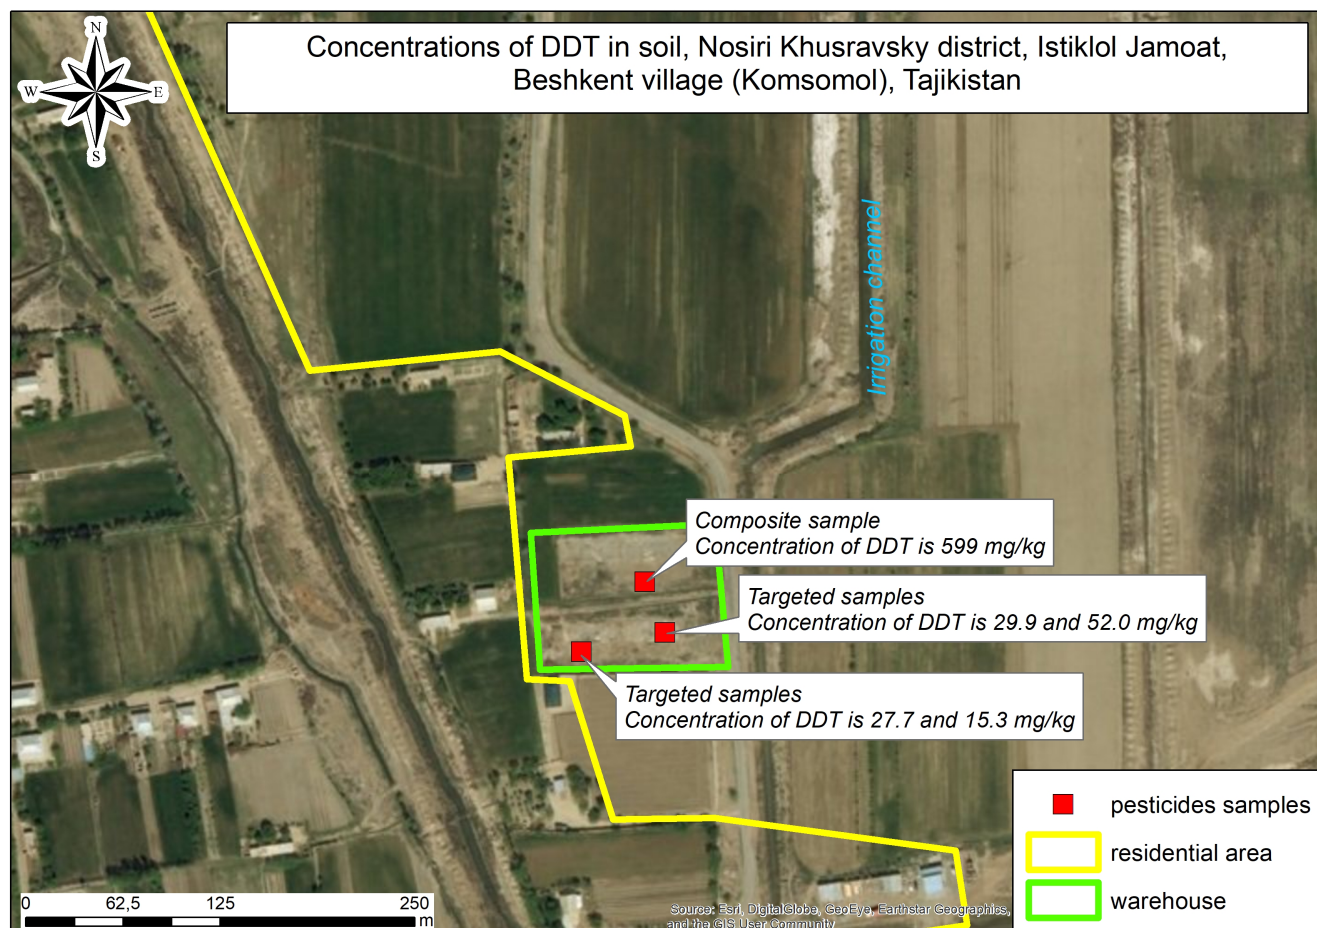 Concentrations of DDT in soil, Nosiri Khusravsky district, Istiklol Jamoat,
Beshkent village (Komsomol), Tajikistan
N
W
E
S
Irrigation channel
Composite sample
Concentration of DDT is 599 mg/kg
Targeted samples
Concentration of DDT is 29.9 and 52.0 mg/kg
Targeted samples
Concentration of DDT is 27.7 and 15.3 mg/kg
pesticides samples
residential area
warehouse
0 62,5 125 250
m
Source: Esri, DigitalGlobe, GeoEye, Earthstar Geographics,
and the GIS User Community